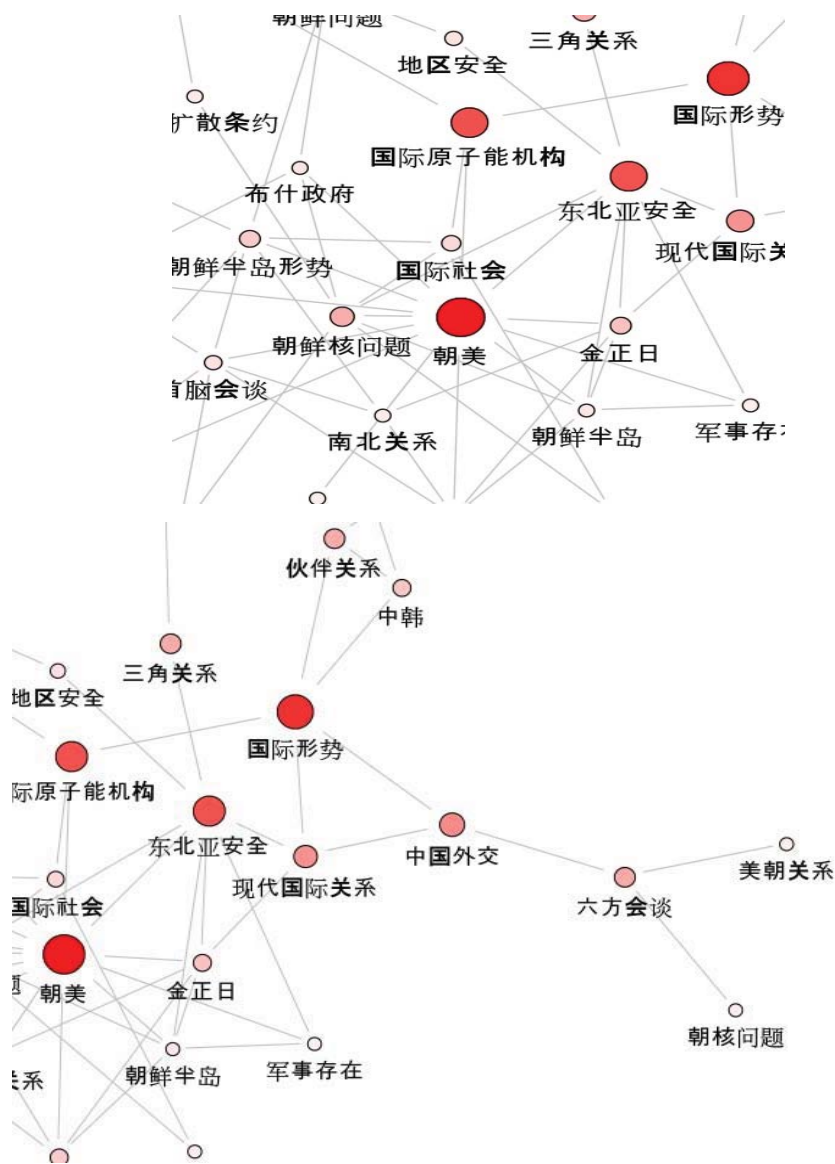 朝鲜问题
三角关系
地区安全
国际形势
扩散条约
国际原子能机构
布什政府
东北亚安全
朝鲜半岛形势
国际社会
现代国际关
朝鲜核问题
朝美
金正日
首脑会谈
南北关系
朝鲜半岛
军事存在
伙伴关系
中韩
三角关系
地区安全
国际形势
际原子能机构
东北亚安全
中国外交
美朝关系
现代国际关系
六方会谈
国际社会
题
朝美
金正日
朝核问题
朝鲜半岛
军事存在
关系